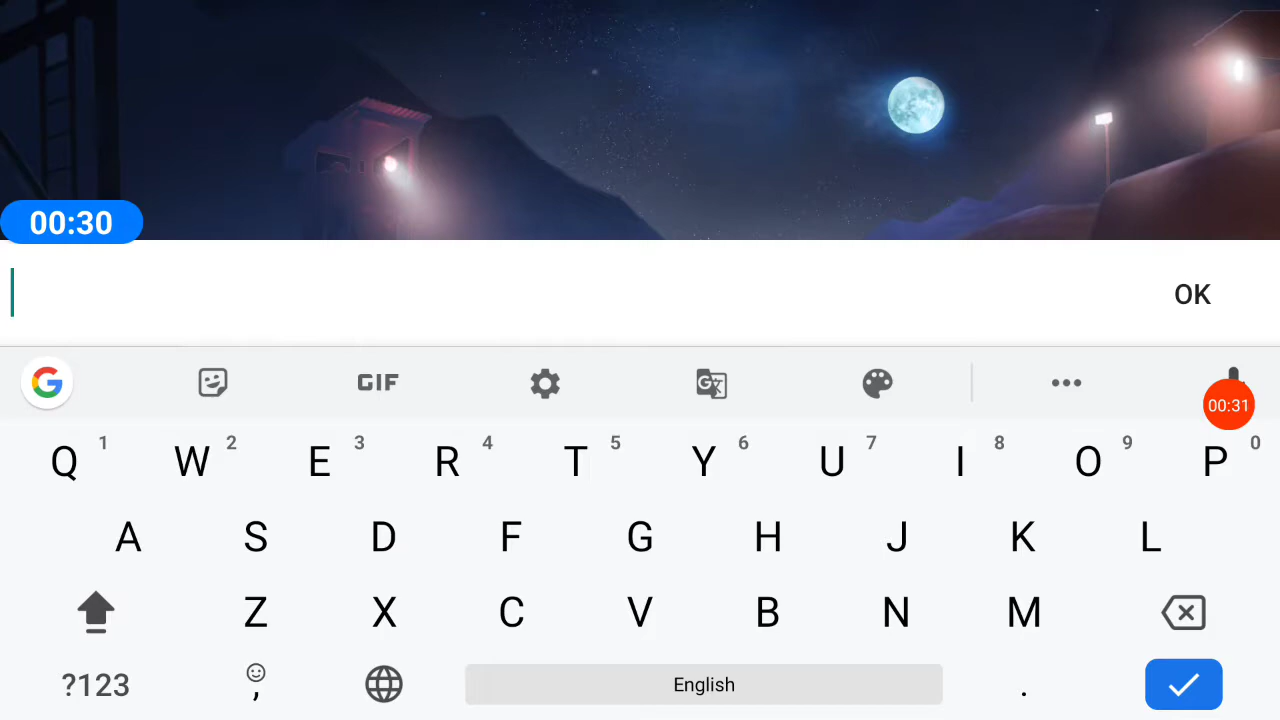 00:30
OK
GIF
00:31
Q 1 W 2 E 3 R 4 T 5 Y 6 U 7 I 8 O 9 P 0
A S D F G H J K L
Z X C V B N M
?123 , English .